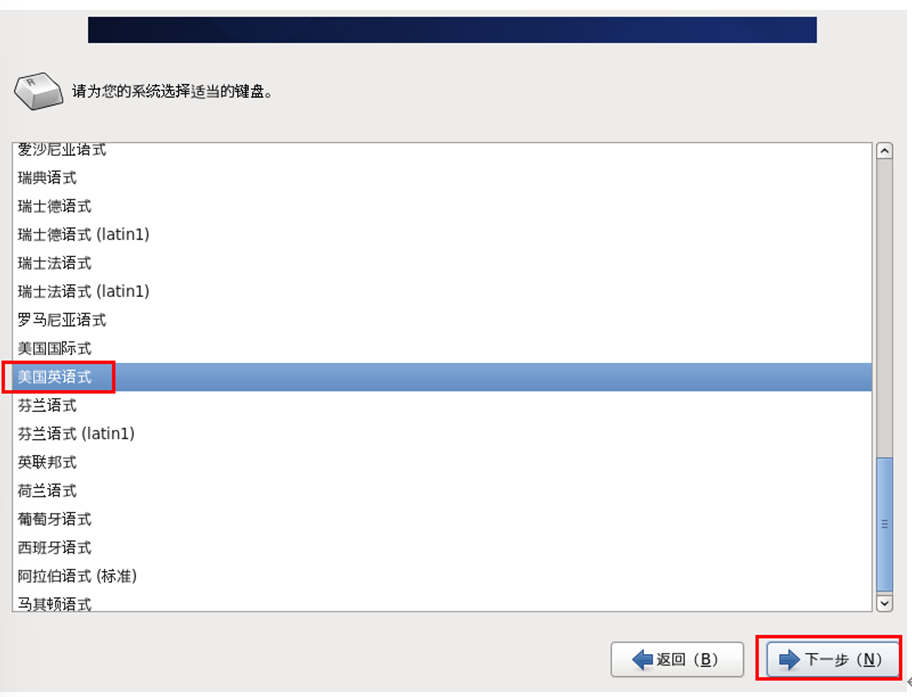 R
请为您的系统选择适当的键盘。
爱沙尼亚语式
瑞典语式
瑞士德语式
瑞士德语式 (latin1)
瑞士法语式
瑞士法语式 (latin1)
罗马尼亚语式
美国国际式
美国英语式
芬兰语式
芬兰语式 (latin1)
英联邦式
荷兰语式
葡萄牙语式
西班牙语式
阿拉伯语式 (标准)
马其顿语式
返回 (B)
下一步 (N)